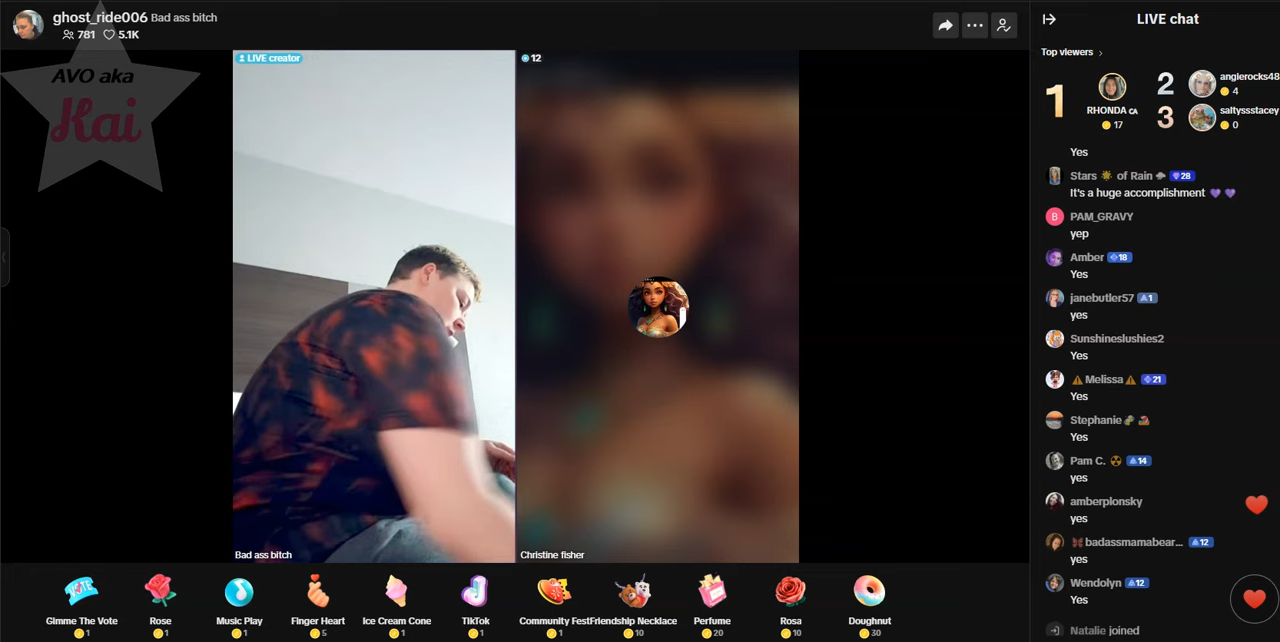 ghost_ride006 Bad ass bitch
781 5.1K
AVO aka
Kai
LIVE creator
12
Bad ass bitch
Christine fisher
Gimme The Vote
1
Rose
1
Music Play
1
Finger Heart
5
Ice Cream Cone
1
TikTok
1
Community Fest
1
Friendship Necklace
10
Perfume
20
Rosa
10
Doughnut
30
LIVE chat
Top viewers >
1
RHONDA CA
17
2
anglerocks48
4
3
saltyssstacey
0
Yes
Stars of Rain 28
It's a huge accomplishment
B PAM_GRAVY
yep
Amber 18
Yes
janebutler57 1
yes
Sunshineslushies2
Yes
Melissa 21
Yes
Stephanie
Yes
Pam C. 14
yes
amberplonsky
yes
badassmamabear... 12
yes
Wendolyn 12
Yes
Natalie joined